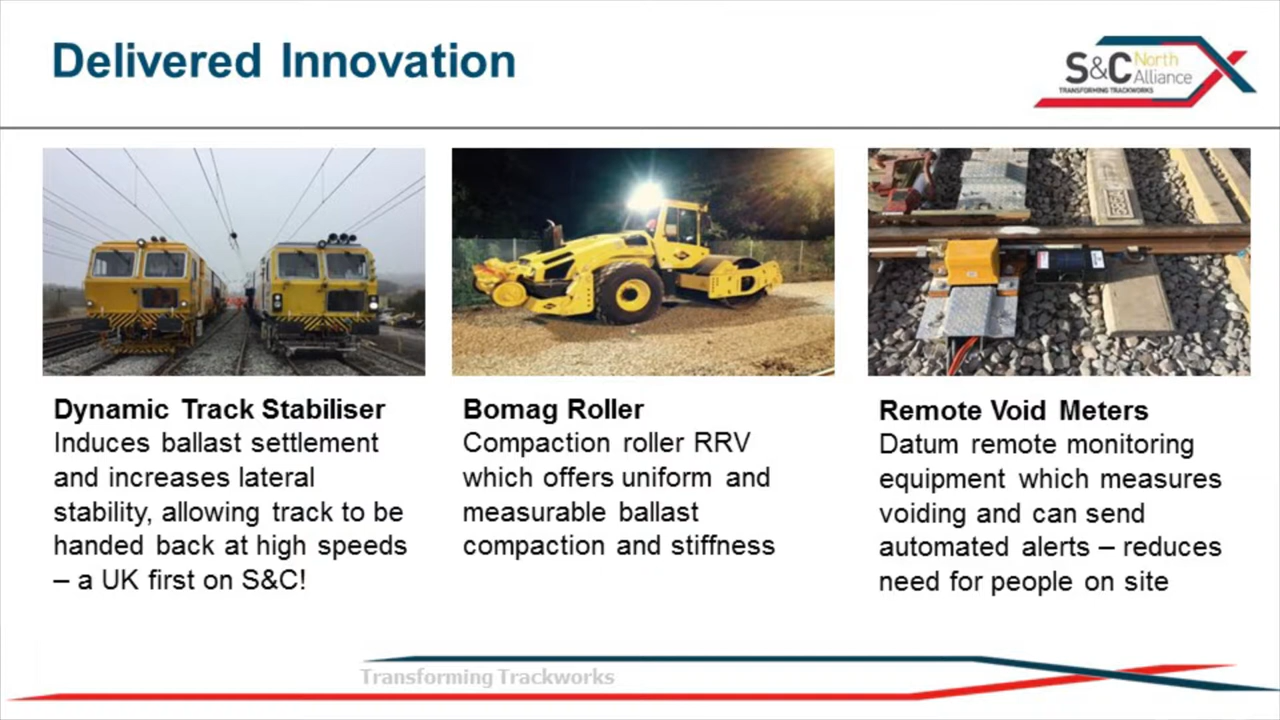 Delivered Innovation
S&C North
Alliance
TRANSFORMING TRACKWORKS
Dynamic Track Stabiliser
Induces ballast settlement
and increases lateral
stability, allowing track to be
handed back at high speeds
– a UK first on S&C!
Bomag Roller
Compaction roller RRV
which offers uniform and
measurable ballast
compaction and stiffness
Remote Void Meters
Datum remote monitoring
equipment which measures
voiding and can send
automated alerts – reduces
need for people on site
Transforming Trackworks